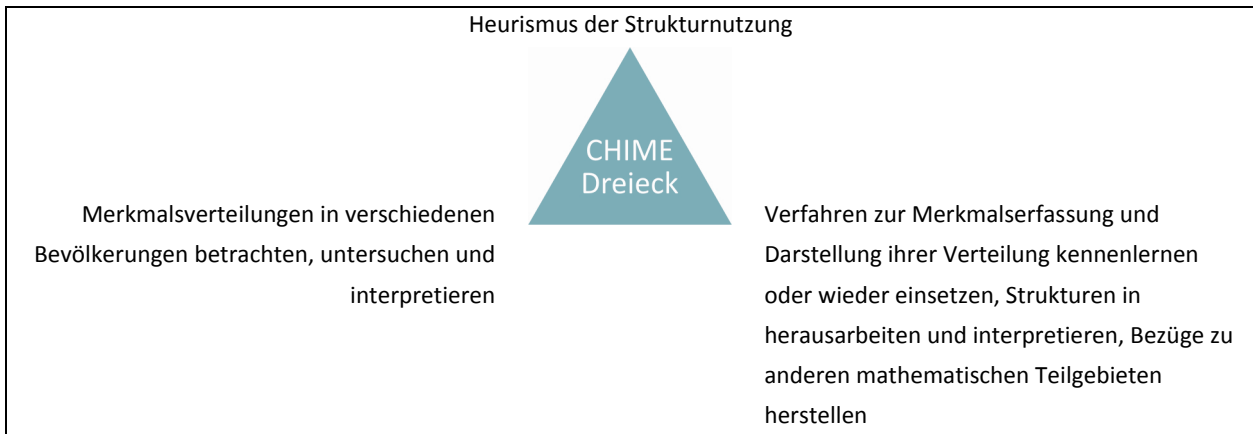 Heurismus der Strukturnutzung
CHIME
Dreieck
Merkmalsverteilungen in verschiedenen
Bevölkerungen betrachten, untersuchen und
interpretieren
Verfahren zur Merkmalserfassung und
Darstellung ihrer Verteilung kennenlernen
oder wieder einsetzen, Strukturen in
herausarbeiten und interpretieren, Bezüge zu
anderen mathematischen Teilgebieten
herstellen